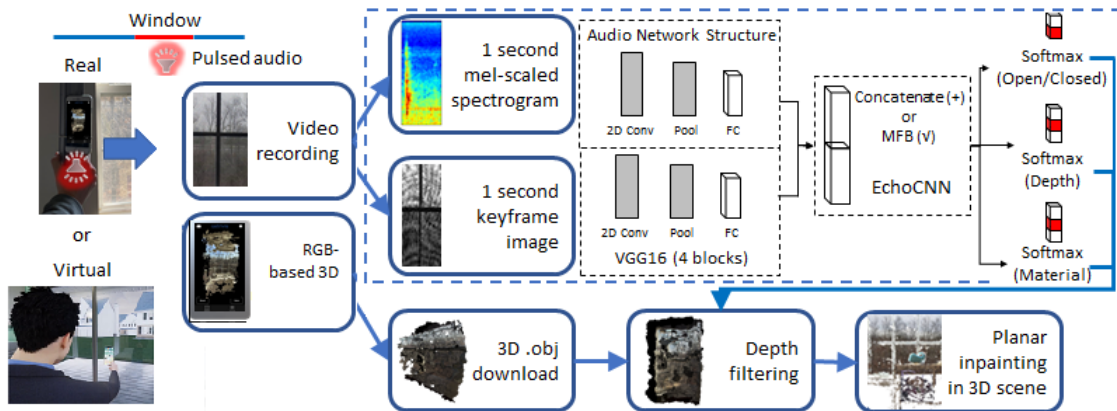 Window
Real
Pulsed audio
or
Virtual
Video
recording
RGB-
based 3D
1 second
mel-scaled
spectrogram
1 second
keyframe
image
Audio Network Structure
2D Conv
Pool
FC
2D Conv
Pool
FC
VGG16 (4 blocks)
Concatenate (+)
or
MFB (√)
EchoCNN
Softmax
(Open/Closed)
Softmax
(Depth)
Softmax
(Material)
3D .obj
download
Depth
filtering
Planar
inpainting
in 3D scene